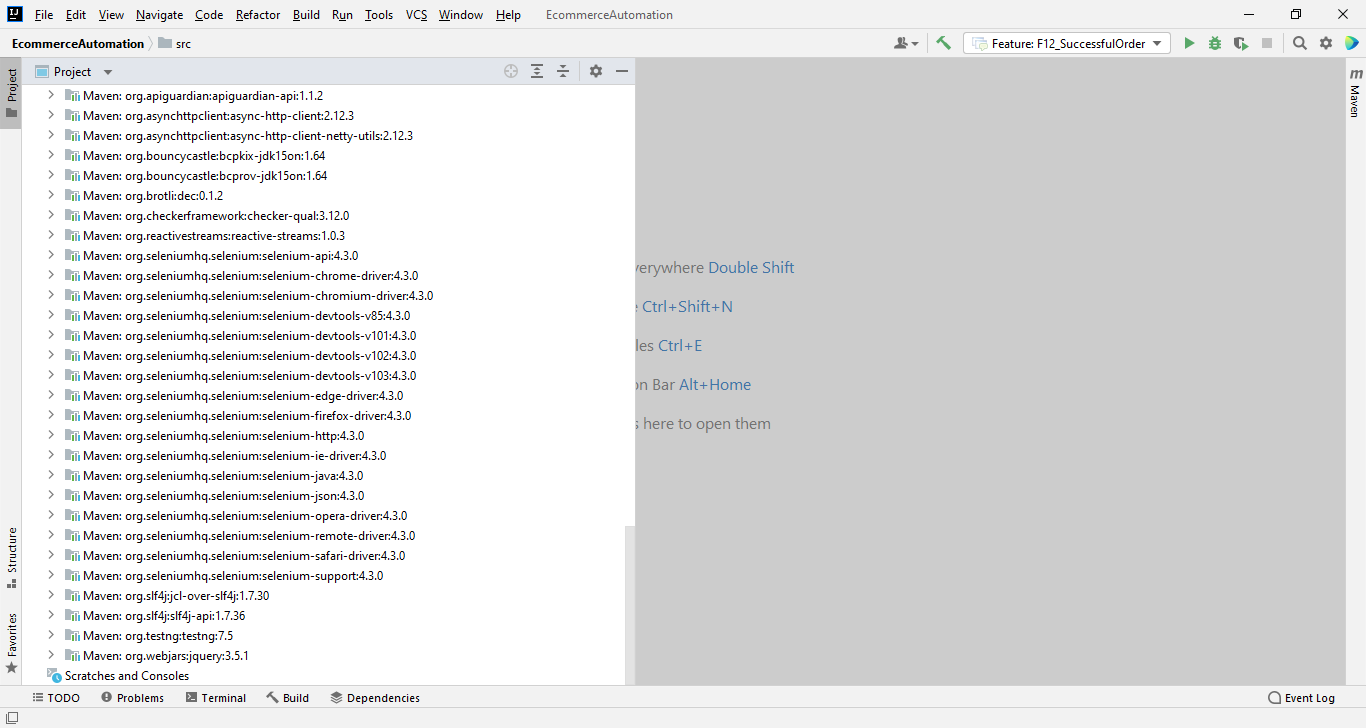 IJ File Edit View Navigate Code Refactor Build Run Tools VCS Window Help EcommerceAutomation
EcommerceAutomation src Feature: F12_SuccessfulOrder
Project
Project
Maven: org.apiguardian:apiguardian-api:1.1.2
Maven: org.asynchttpclient:async-http-client:2.12.3
Maven: org.asynchttpclient:async-http-client-netty-utils:2.12.3
Maven: org.bouncycastle:bcpkix-jdk15on:1.64
Maven: org.bouncycastle:bcprov-jdk15on:1.64
Maven: org.brotli:dec:0.1.2
Maven: org.checkerframework:checker-qual:3.12.0
Maven: org.reactivestreams:reactive-streams:1.0.3
Maven: org.seleniumhq.selenium:selenium-api:4.3.0
Maven: org.seleniumhq.selenium:selenium-chrome-driver:4.3.0
Maven: org.seleniumhq.selenium:selenium-chromium-driver:4.3.0
Maven: org.seleniumhq.selenium:selenium-devtools-v85:4.3.0
Maven: org.seleniumhq.selenium:selenium-devtools-v101:4.3.0
Maven: org.seleniumhq.selenium:selenium-devtools-v102:4.3.0
Maven: org.seleniumhq.selenium:selenium-devtools-v103:4.3.0
Maven: org.seleniumhq.selenium:selenium-edge-driver:4.3.0
Maven: org.seleniumhq.selenium:selenium-firefox-driver:4.3.0
Maven: org.seleniumhq.selenium:selenium-http:4.3.0
Maven: org.seleniumhq.selenium:selenium-ie-driver:4.3.0
Maven: org.seleniumhq.selenium:selenium-java:4.3.0
Maven: org.seleniumhq.selenium:selenium-json:4.3.0
Maven: org.seleniumhq.selenium:selenium-opera-driver:4.3.0
Maven: org.seleniumhq.selenium:selenium-remote-driver:4.3.0
Maven: org.seleniumhq.selenium:selenium-safari-driver:4.3.0
Maven: org.seleniumhq.selenium:selenium-support:4.3.0
Maven: org.slf4j:jcl-over-slf4j:1.7.30
Maven: org.slf4j:slf4j-api:1.7.36
Maven: org.testng:testng:7.5
Maven: org.webjars:jquery:3.5.1
Scratches and Consoles
Structure
Favorites
verywhere Double Shift
Ctrl+Shift+N
les Ctrl+E
on Bar Alt+Home
s here to open them
m
Maven
TODO Problems Terminal Build Dependencies Event Log